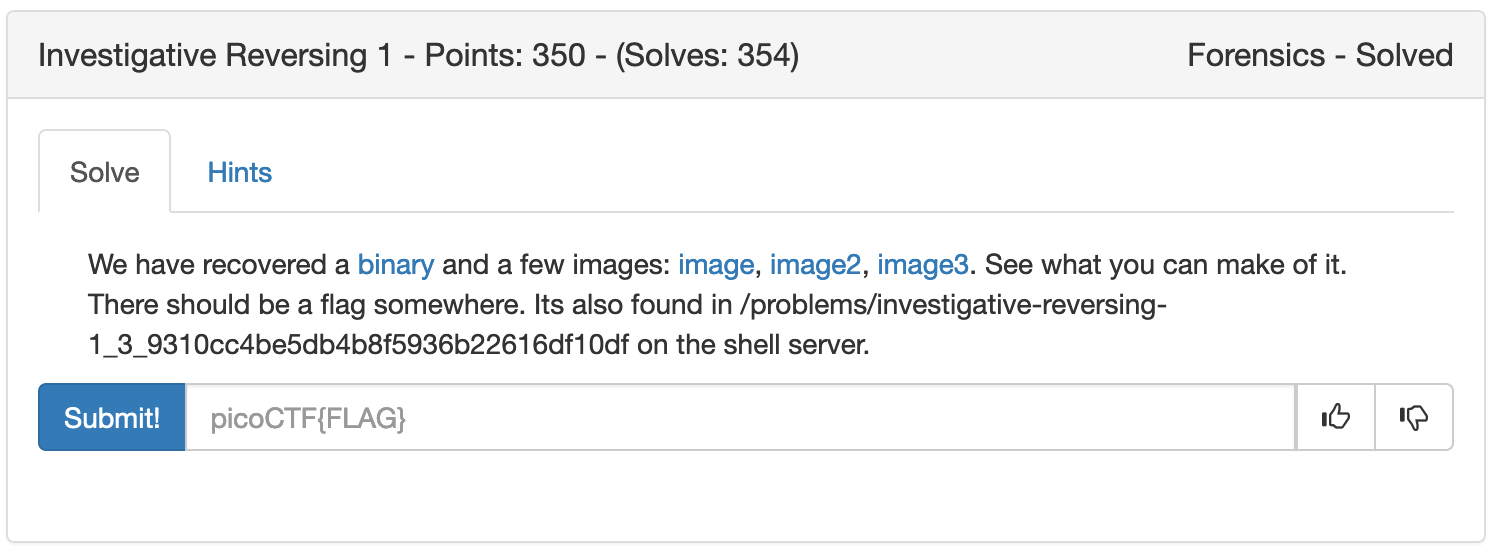 Investigative Reversing 1 - Points: 350 - (Solves: 354) Forensics - Solved
Solve Hints
We have recovered a binary and a few images: image, image2, image3. See what you can make of it.
There should be a flag somewhere. Its also found in /problems/investigative-reversing-
1_3_9310cc4be5db4b8f5936b22616df10df on the shell server.
Submit! picoCTF{FLAG}